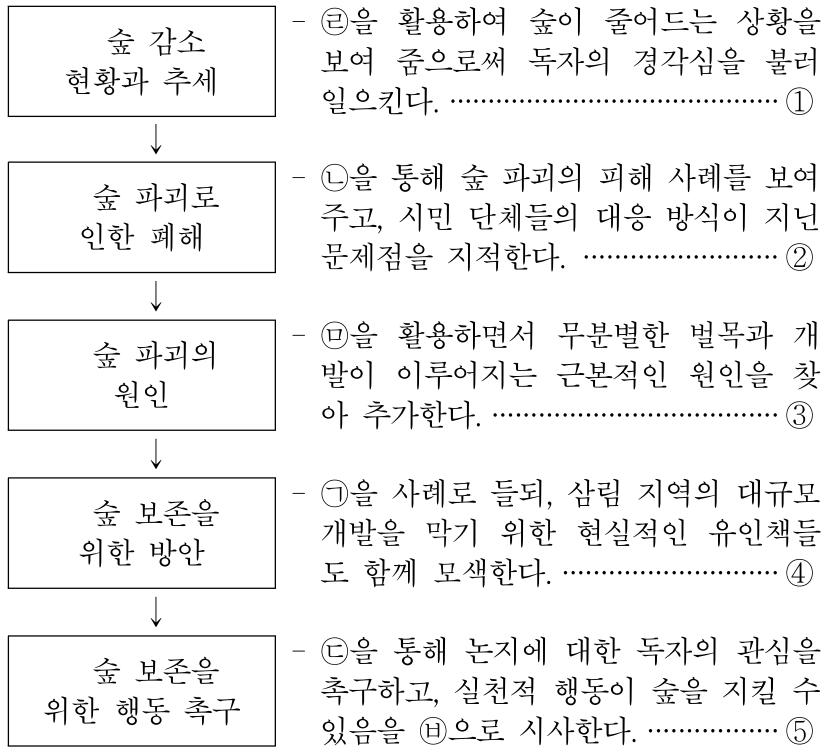 숲 감소
현황과 추세
- ㉣을 활용하여 숲이 줄어드는 상황을
보여 줌으로써 독자의 경각심을 불러
일으킨다. ············································ ①
↓
숲 파괴로
인한 폐해
- ㉡을 통해 숲 파괴의 피해 사례를 보여
주고, 시민 단체들의 대응 방식이 지닌
문제점을 지적한다. ·························· ②
↓
숲 파괴의
원인
- ㉤을 활용하면서 무분별한 벌목과 개
발이 이루어지는 근본적인 원인을 찾
아 추가한다. ······································ ③
↓
숲 보존을
위한 방안
- ㉠을 사례로 들되, 삼림 지역의 대규모
개발을 막기 위한 현실적인 유인책들
도 함께 모색한다. ····························· ④
↓
숲 보존을
위한 행동 촉구
- ㉢을 통해 논지에 대한 독자의 관심을
촉구하고, 실천적 행동이 숲을 지킬 수
있음을 ㉥으로 시사한다. ·················· ⑤